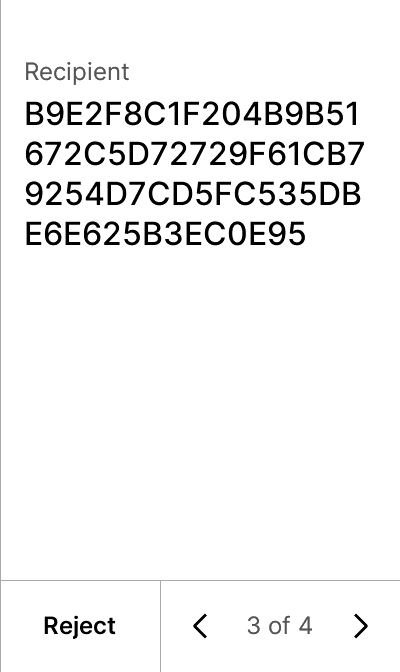 Recipient
B9E2F8C1F204B9B51
672C5D72729F61CB7
9254D7CD5FC535DB
E6E625B3EC0E95
Reject
3 of 4